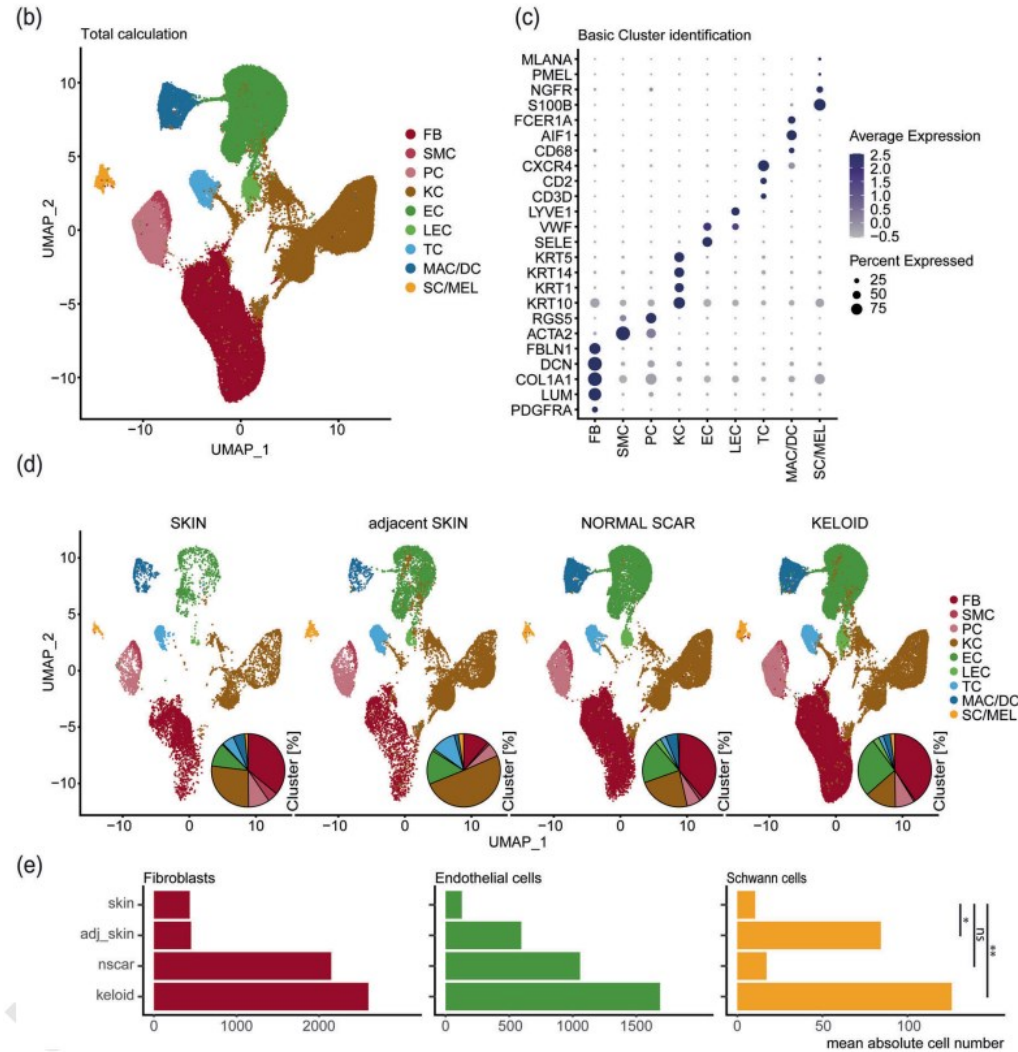 (b)
Total calculation
10
5
0
−5
−10
UMAP_2
−10
0
10
UMAP_1
FB
SMC
PC
KC
EC
LEC
TC
MAC/DC
SC/MEL
(c)
Basic Cluster identification
MLANA
PMEL
NGFR
S100B
FCER1A
AIF1
CD68
CXCR4
CD2
CD3D
LYVE1
VWF
SELE
KRT5
KRT14
KRT1
KRT10
RGS5
ACTA2
FBLN1
DCN
COL1A1
LUM
PDGFRA
FB
SMC
PC
KC
EC
LEC
TC
MAC/DC
SC/MEL
Average Expression
2.5
2.0
1.5
1.0
0.5
0.0
−0.5
Percent Expressed
25
50
75
(d)
SKIN
adjacent SKIN
NORMAL SCAR
KELOID
10
5
0
−5
−10
UMAP_2
Cluster [%]
Cluster [%]
Cluster [%]
Cluster [%]
−10
0
10
−10
0
10
−10
0
10
−10
0
10
UMAP_1
FB
SMC
PC
KC
EC
LEC
TC
MAC/DC
SC/MEL
(e)
Fibroblasts
Endothelial cells
Schwann cells
skin
adj_skin
nscar
keloid
*
ns
**
0
1000
2000
0
500
1000
1500
0
50
100
mean absolute cell number